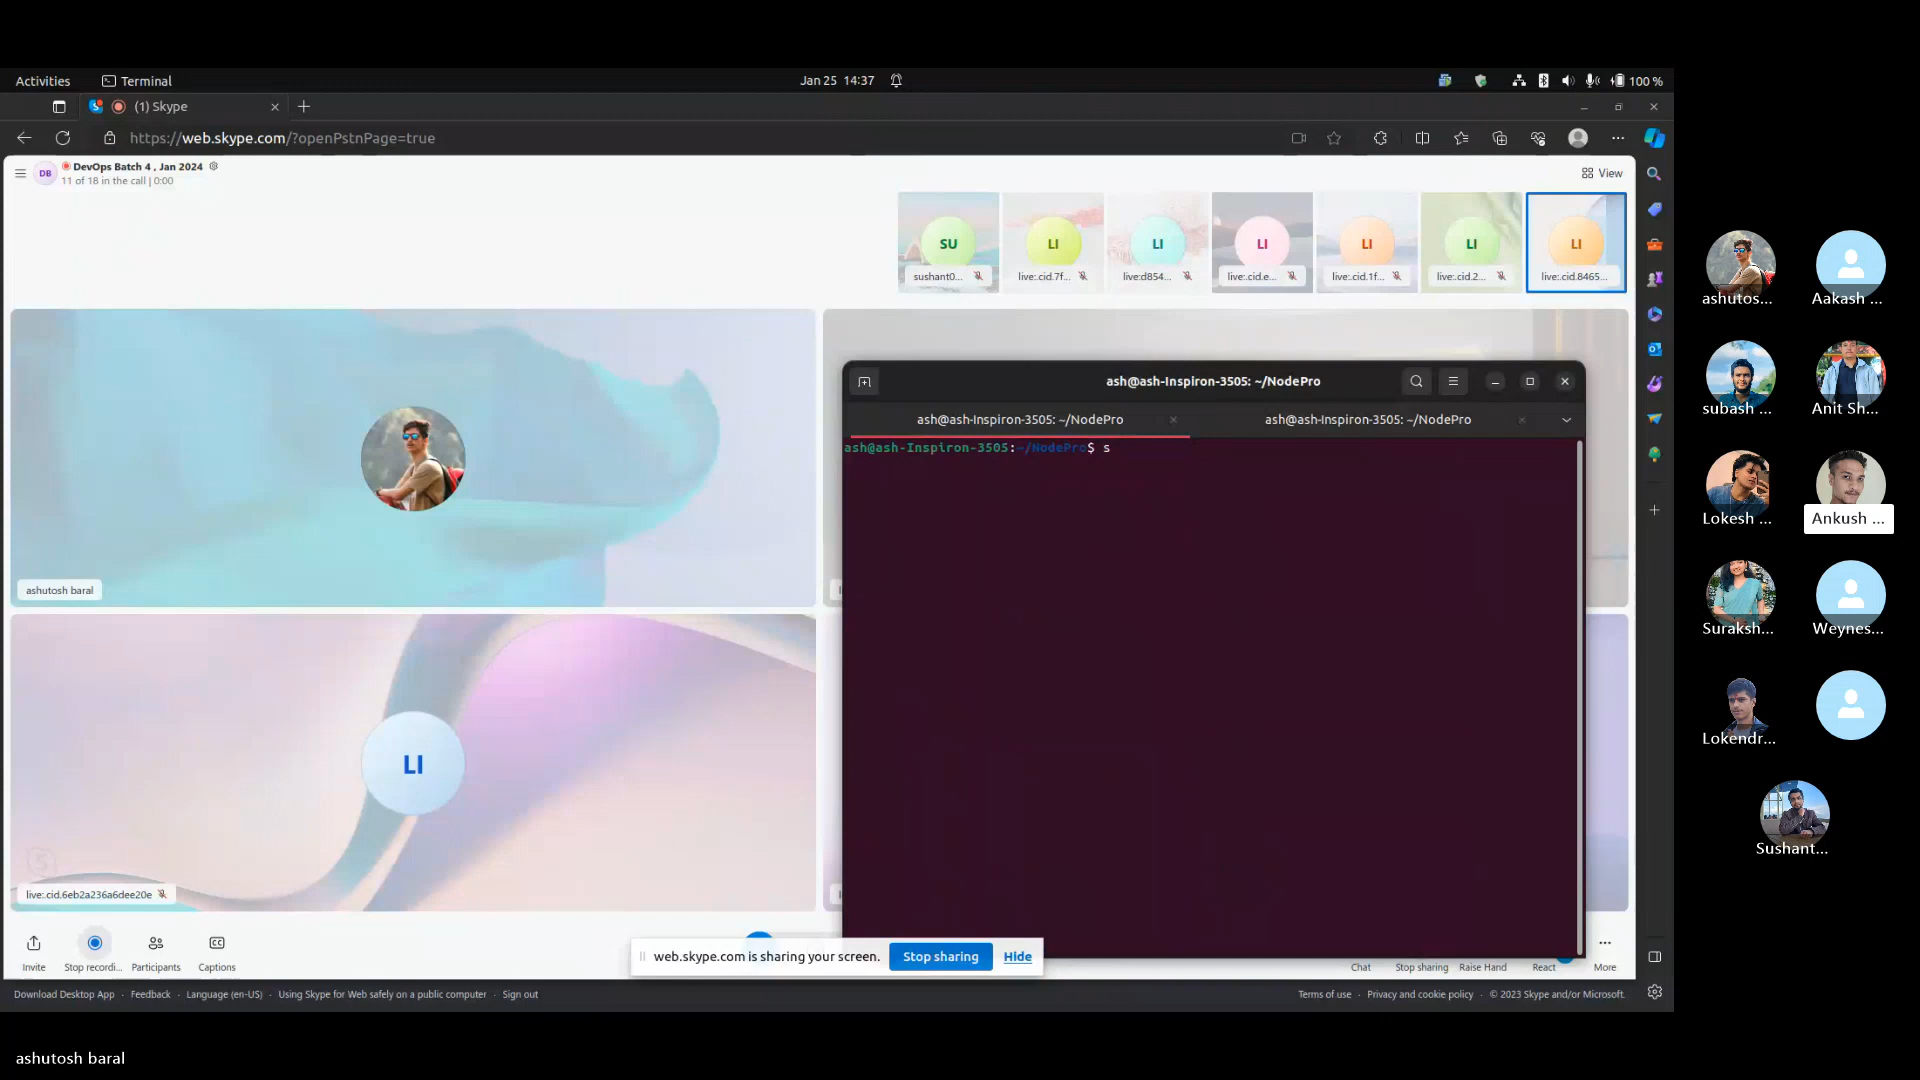 Activities
Terminal
Jan 25 14:37
100 %
(1) Skype
https://web.skype.com/?openPstnPage=true
DB
DevOps Batch 4 , Jan 2024
11 of 18 in the call | 0:00
View
SU
LI
LI
LI
LI
LI
LI
sushant0...
live:.cid.7f...
live:d854...
live:.cid.e...
live:.cid.1f...
live:.cid.2...
live:.cid.8465...
ashutos...
Aakash ...
subash ...
Anit Sh...
Lokesh ...
Ankush ...
Suraksh...
Weynes...
Lokendr...
Sushant...
ash@ash-Inspiron-3505: ~/NodePro
ash@ash-Inspiron-3505: ~/NodePro
ash@ash-Inspiron-3505: ~/NodePro
ash@ash-Inspiron-3505:~/NodePro$ s
ashutosh baral
LI
live:.cid.6eb2a236a6dee20e
Invite
Stop recordi...
Participants
CC
Captions
web.skype.com is sharing your screen.
Stop sharing
Hide
Chat
Stop sharing
Raise Hand
React
More
Download Desktop App · Feedback · Language (en-US) · Using Skype for Web safely on a public computer · Sign out
Terms of use · Privacy and cookie policy · © 2023 Skype and/or Microsoft.
ashutosh baral